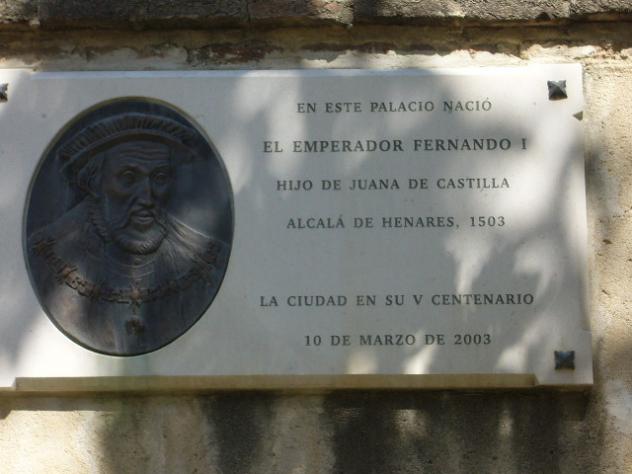 EN ESTE PALACIO NACIÓ
EL EMPERADOR FERNANDO I
HIJO DE JUANA DE CASTILLA
ALCALÁ DE HENARES, 1503
LA CIUDAD EN SU V CENTENARIO
10 DE MARZO DE 2003